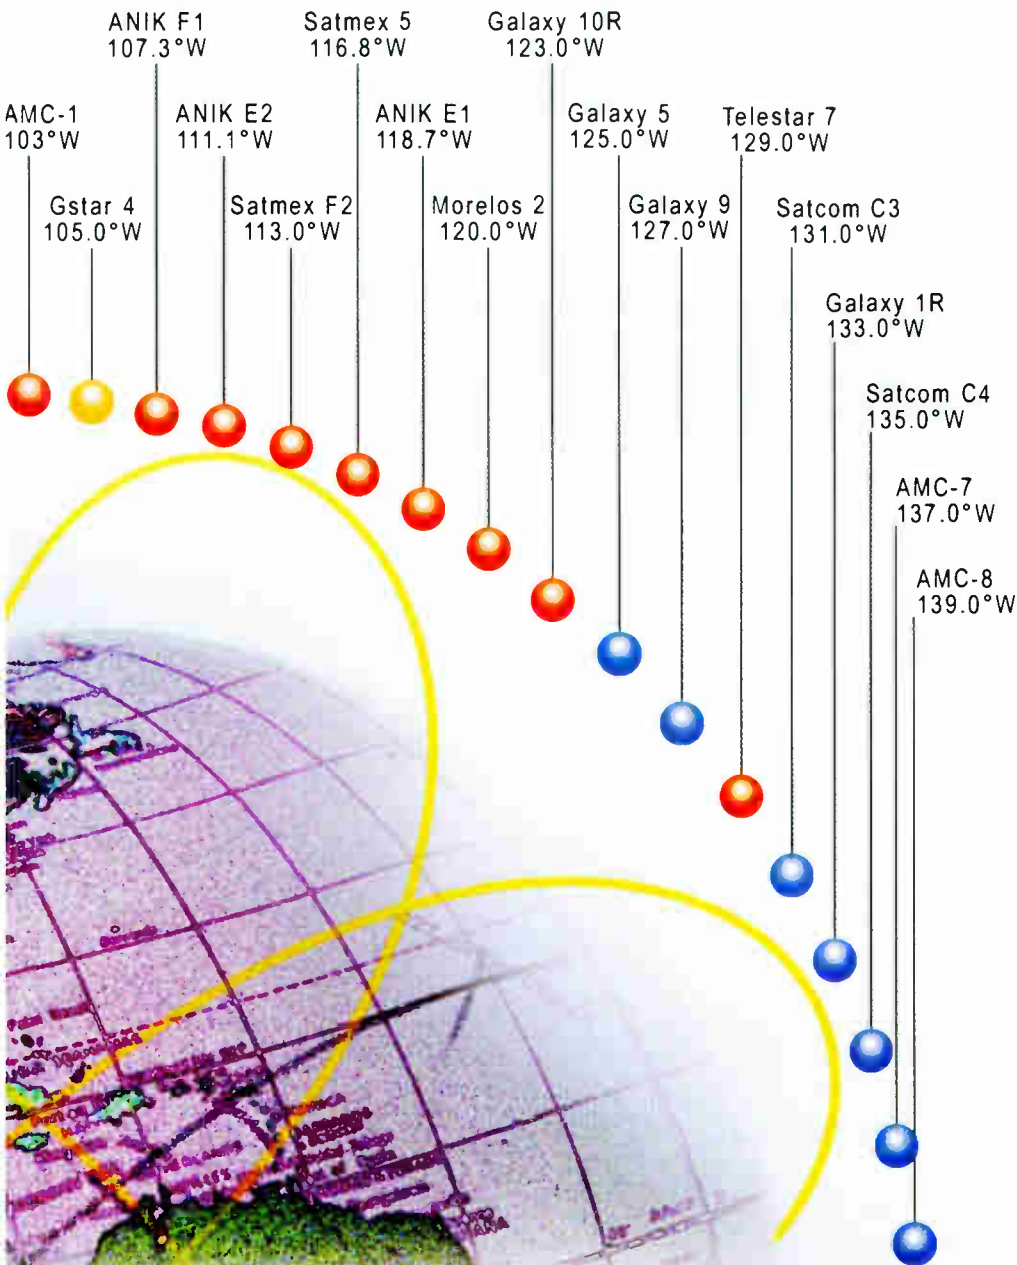 ANIK F1
107.3°W
Satmex 5
116.8°W
Galaxy 10R
123.0°W
AMC-1
103°W
ANIK E2
111.1°W
ANIK E1
118.7°W
Galaxy 5
125.0°W
Telestar 7
129.0°W
Gstar 4
105.0°W
Satmex F2
113.0°W
Morelos 2
120.0°W
Galaxy 9
127.0°W
Satcom C3
131.0°W
Galaxy 1R
133.0°W
Satcom C4
135.0°W
AMC-7
137.0°W
AMC-8
139.0°W